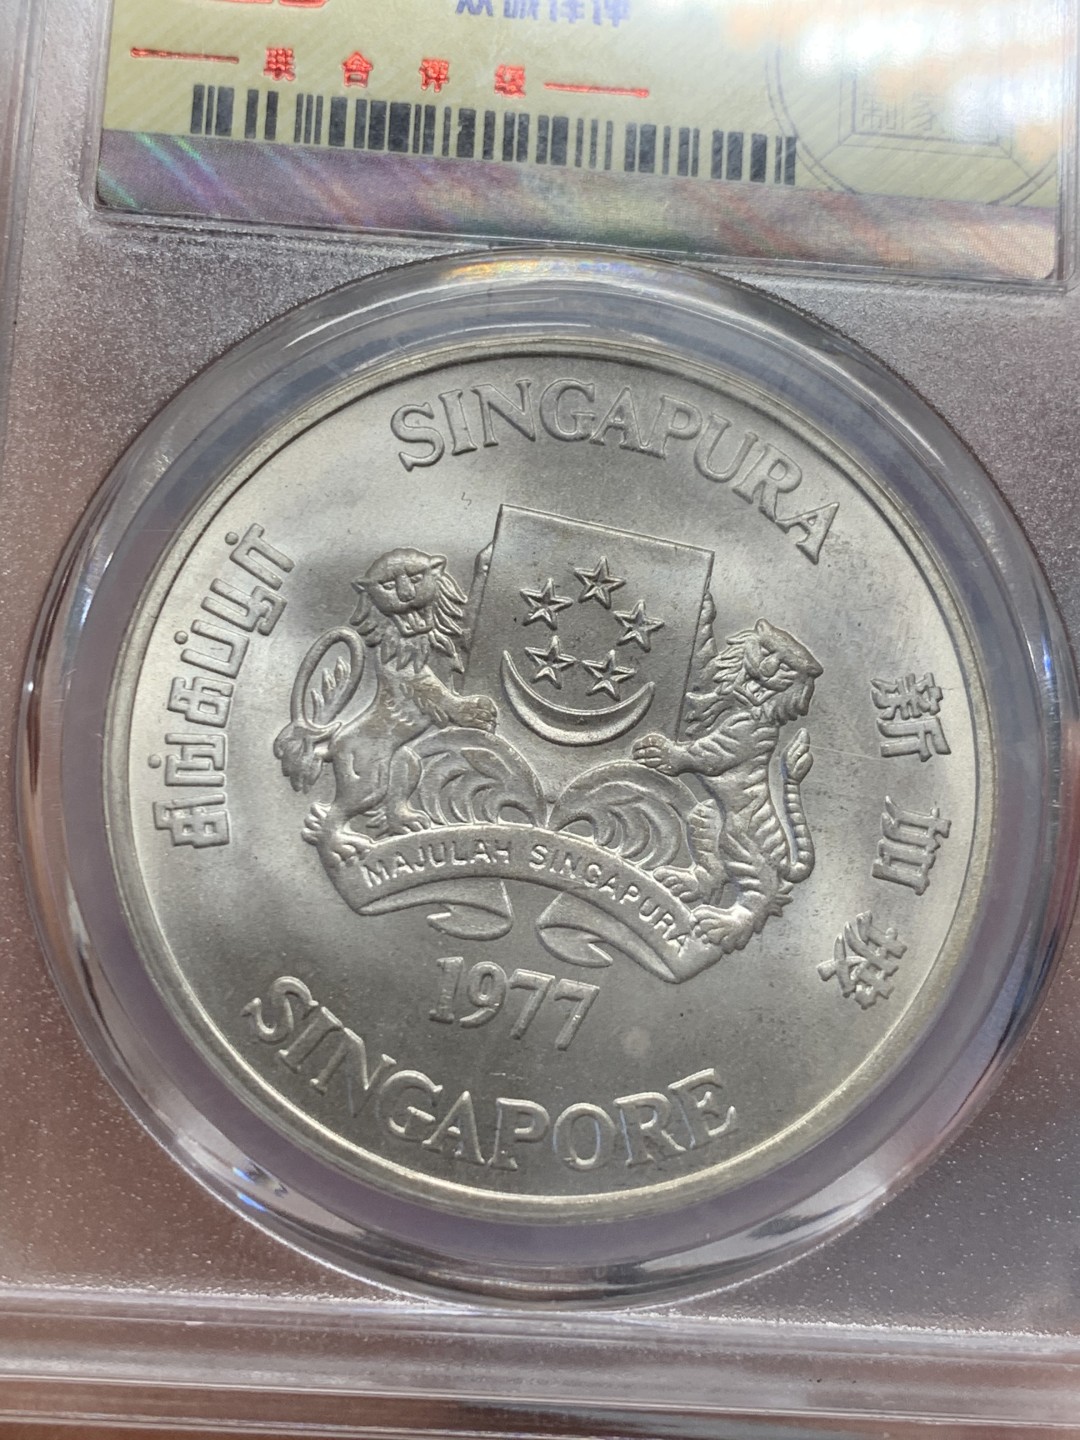 联合评级
SINGAPURA
சிங்கப்பூர்
新加坡
MAJULAH SINGAPURA
1977
SINGAPORE